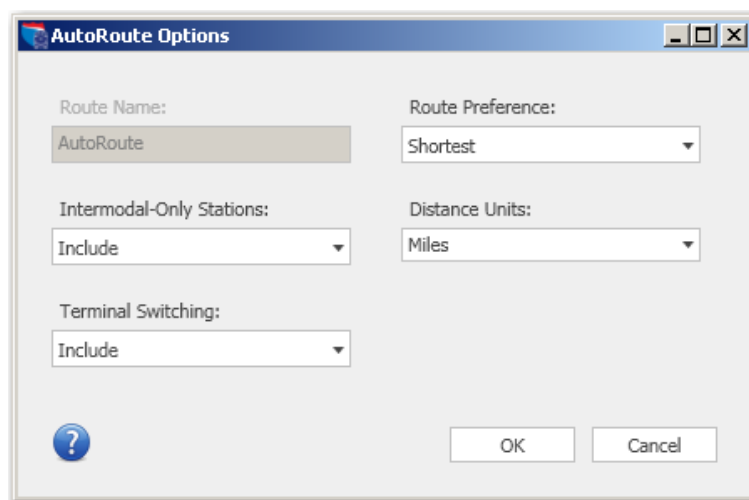 AutoRoute Options
Route Name:
Route Preference:
AutoRoute
Shortest
Intermodal-Only Stations:
Distance Units:
Include
Miles
Terminal Switching:
Include
?
OK
Cancel